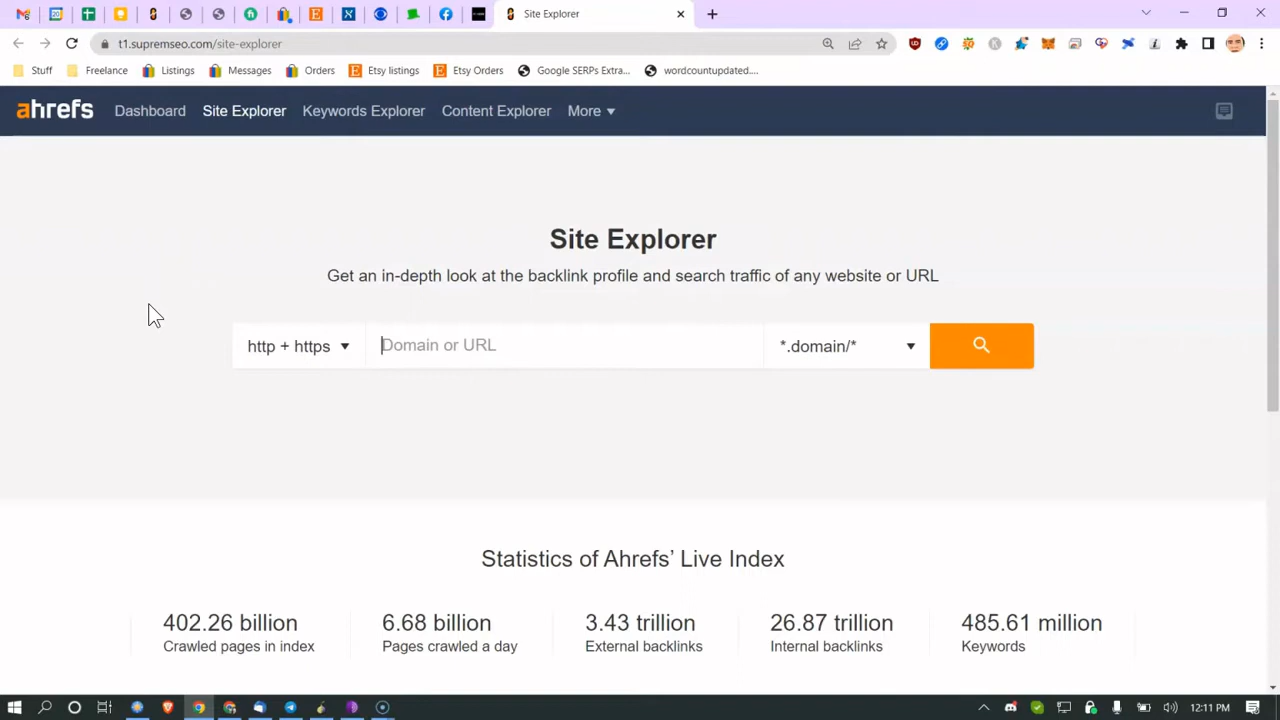 Site Explorer
t1.supremseo.com/site-explorer
Stuff Freelance Listings Messages Orders Etsy listings Etsy Orders Google SERPs Extra... wordcountupdated....
ahrefs Dashboard Site Explorer Keywords Explorer Content Explorer More
Site Explorer
Get an in-depth look at the backlink profile and search traffic of any website or URL
http + https Domain or URL *.domain/*
Statistics of Ahrefs’ Live Index
402.26 billion 6.68 billion 3.43 trillion 26.87 trillion 485.61 million
Crawled pages in index Pages crawled a day External backlinks Internal backlinks Keywords
12:11 PM